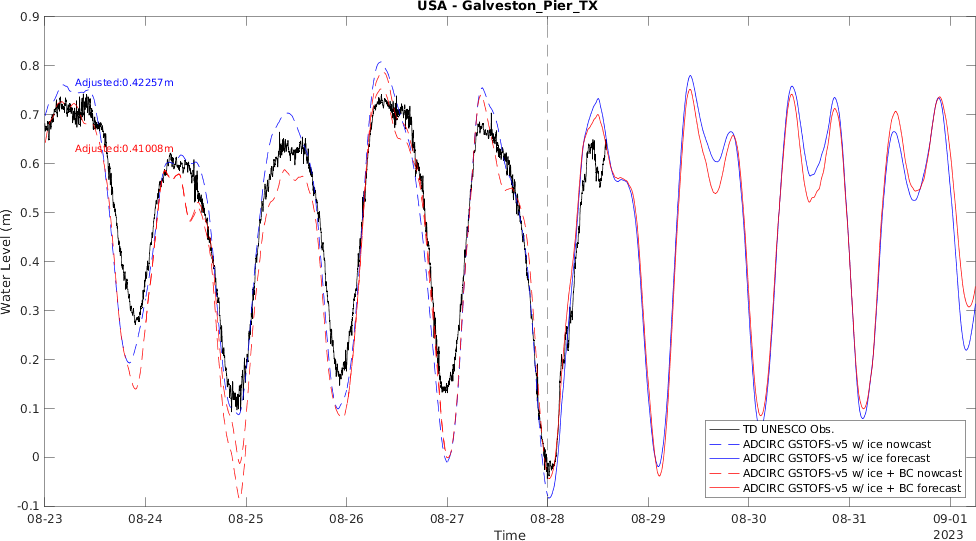 USA - Galveston_Pier_TX
0.9
0.8
0.7
0.6
0.5
0.4
0.3
0.2
0.1
0
-0.1
Water Level (m)
Adjusted:0.42257m
Adjusted:0.41008m
TD UNESCO Obs.
ADCIRC GSTOFS-v5 w/ ice nowcast
ADCIRC GSTOFS-v5 w/ ice forecast
ADCIRC GSTOFS-v5 w/ ice + BC nowcast
ADCIRC GSTOFS-v5 w/ ice + BC forecast
08-23 08-24 08-25 08-26 08-27 08-28 08-29 08-30 08-31 09-01
Time
2023